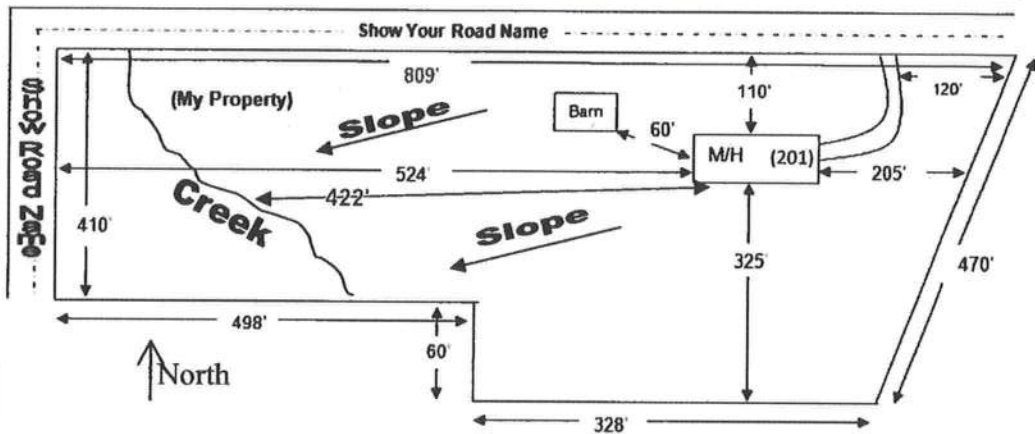 Show Your Road Name
Show Road Name
809'
(My Property)
Slope
Barn
110'
120'
60'
M/H (201)
524'
205'
422'
Creek
410'
Slope
325'
470'
498'
60'
North
328'